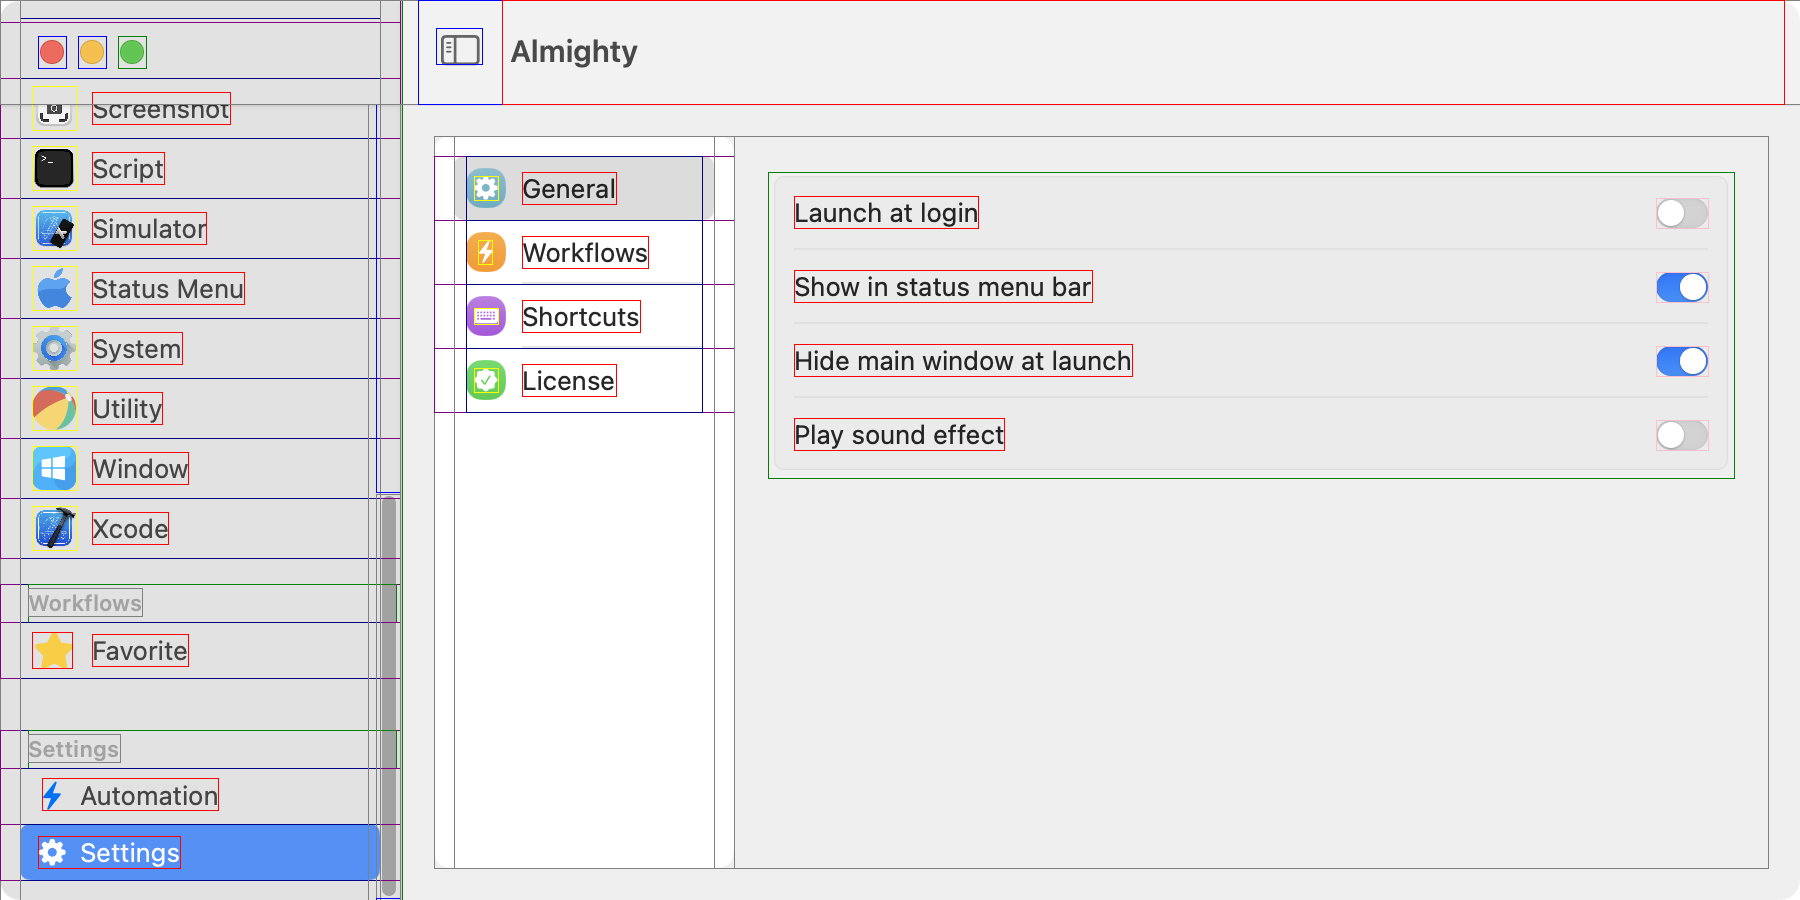 Almighty
Screenshot
Script
Simulator
Status Menu
System
Utility
Window
Xcode
Workflows
Favorite
Settings
Automation
Settings
General
Workflows
Shortcuts
License
Launch at login
Show in status menu bar
Hide main window at launch
Play sound effect